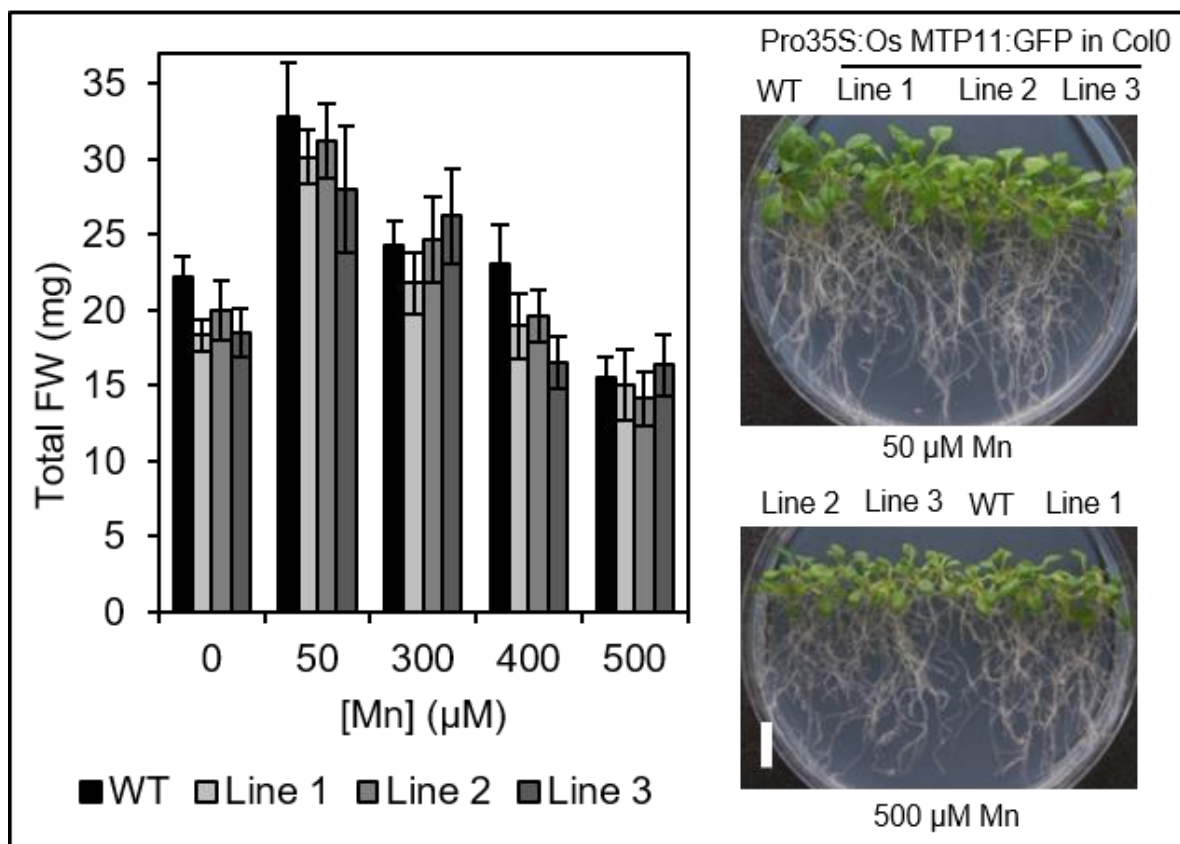 35
30
25
20
15
10
5
0
Total FW (mg)
0 50 300 400 500
[Mn] (µM)
WT Line 1 Line 2 Line 3
Pro35S:Os MTP11:GFP in Col0
WT Line 1 Line 2 Line 3
50 µM Mn
Line 2 Line 3 WT Line 1
500 µM Mn